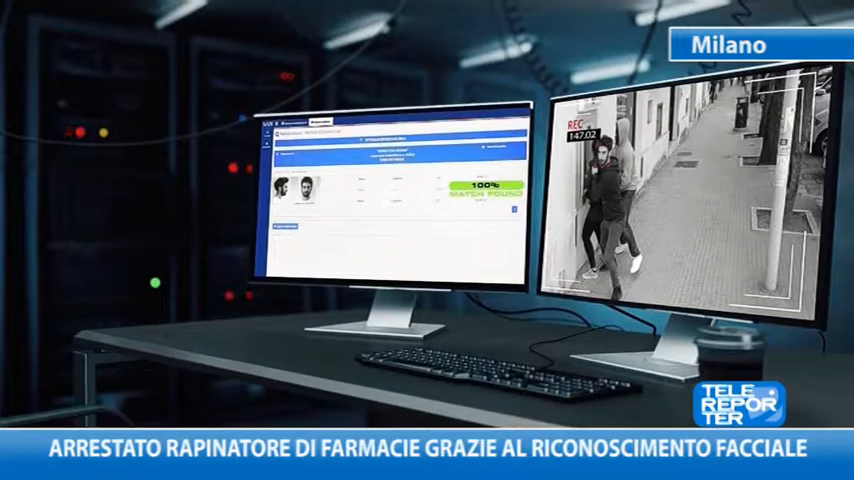 Milano
REC
147.02
100%
MATCH FOUND
TELE
REPOR
TER
ARRESTATO RAPINATORE DI FARMACIE GRAZIE AL RICONOSCIMENTO FACCIALE